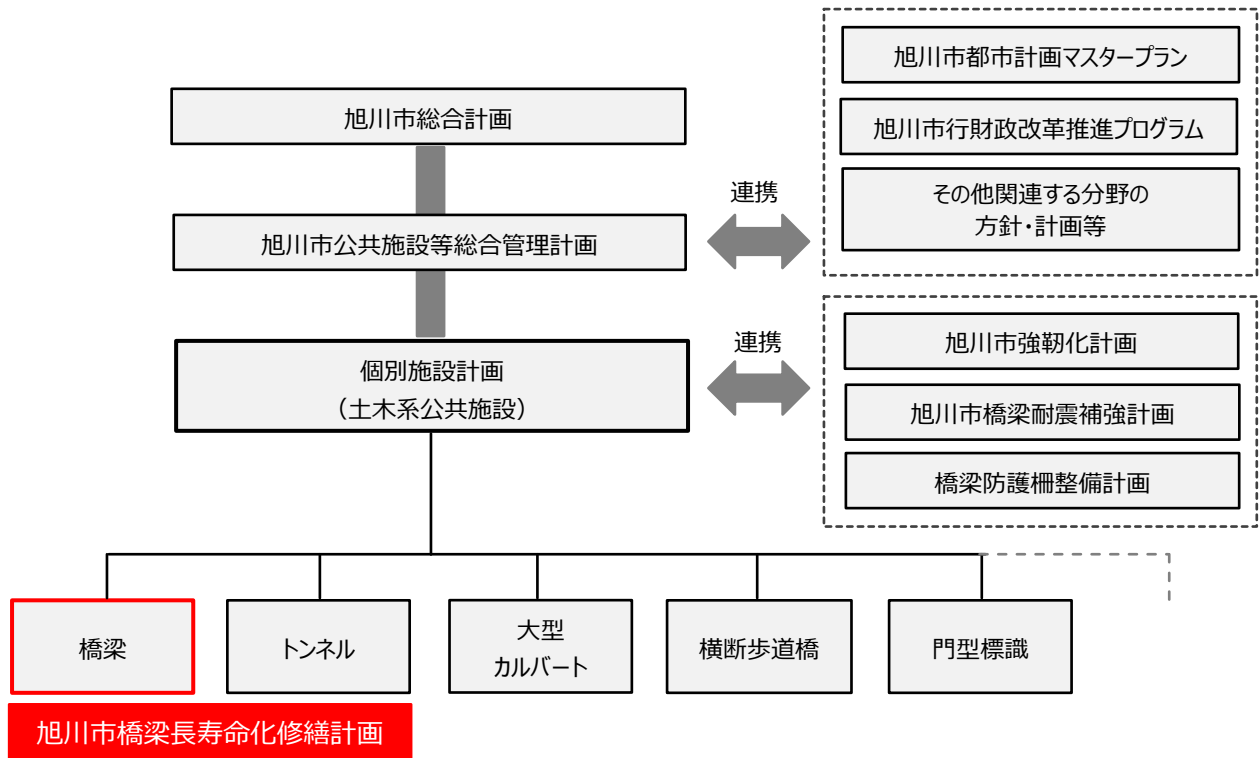 旭川市総合計画
旭川市公共施設等総合管理計画
個別施設計画
（土木系公共施設）
連携
旭川市都市計画マスタープラン
旭川市行財政改革推進プログラム
その他関連する分野の
方針・計画等
連携
旭川市強靭化計画
旭川市橋梁耐震補強計画
橋梁防護柵整備計画
橋梁
トンネル
大型
カルバート
横断歩道橋
門型標識
旭川市橋梁長寿命化修繕計画